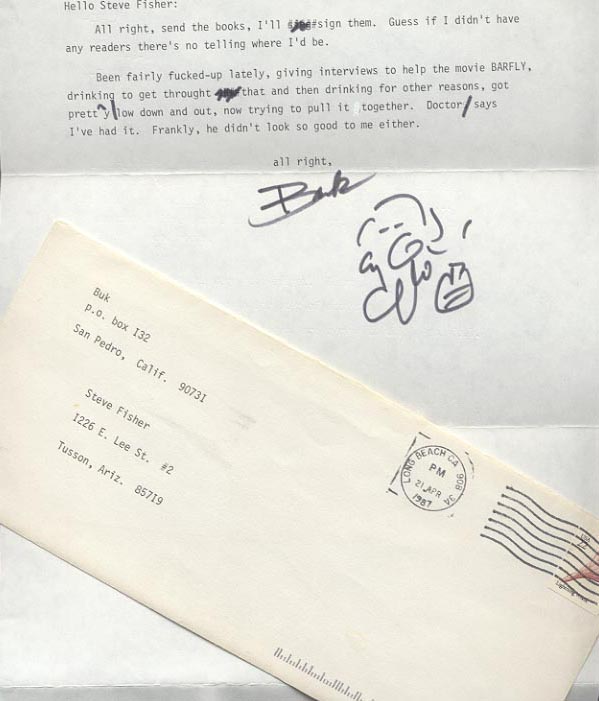 Hello Steve Fisher:
All right, send the books, I'll sign them. Guess if I didn't have
any readers there's no telling where I'd be.
Been fairly fucked-up lately, giving interviews to help the movie BARFLY,
drinking to get throught that and then drinking for other reasons, got
pretty low down and out, now trying to pull it together. Doctor says
I've had it. Frankly, he didn't look so good to me either.
all right,
Buk
Buk
p.o. box I32
San Pedro, Calif. 9073I
Steve Fisher
I226 E. Lee St. #2
Tusson, Ariz. 857I9
LONG BEACH CA 908
PM
21 APR
1987
USA
22